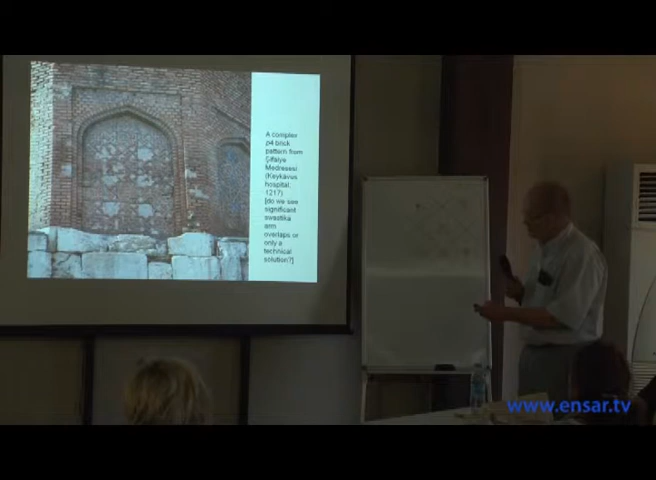 A complex
p4 brick
pattern from
Şifaiye
Medresesi
(Keykavus
hospital,
1217)
[do we see
significant
swastika
arm
overlaps or
only a
technical
solution?]
www.ensar.tv